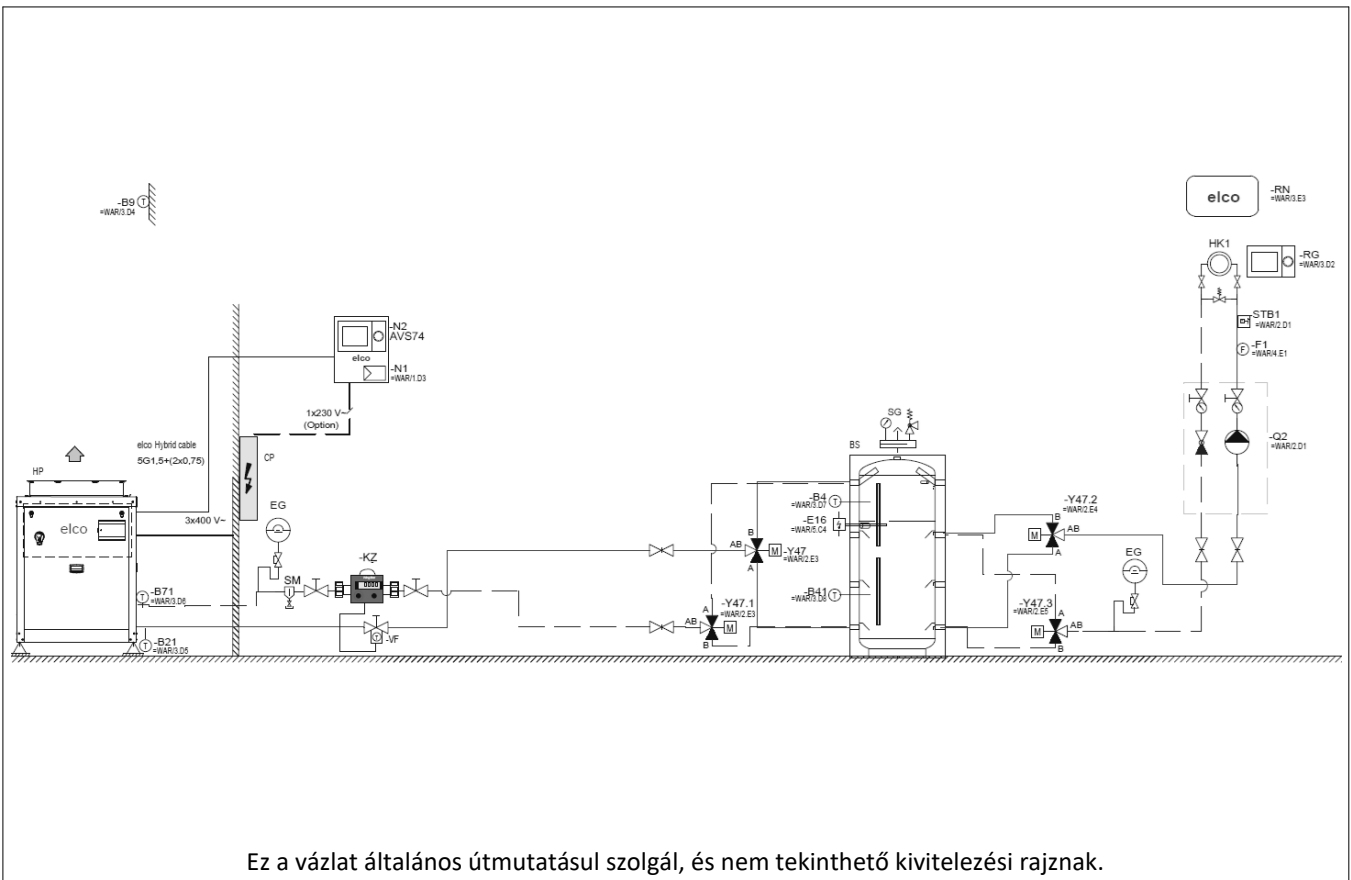 -B9
T
=WAR/3.D4
elco
-RN
=WAR/3.E3
HK1
-RG
=WAR/3.D2
STB1
=WAR/2.D1
F
-F1
=WAR/4.E1
-Q2
=WAR/2.D1
-N2
AVS74
elco
-N1
=WAR/1.D3
1x230 V~
(Option)
elco Hybrid cable
5G1,5+(2x0,75)
HP
elco
3x400 V~
CP
EG
SM
-KZ
0000
T
-VF
T
-B71
=WAR/3.D6
T
-B21
=WAR/3.D5
B
AB
M
-Y47
=WAR/2.E3
A
-Y47.1
=WAR/2.E3
A
AB
M
B
SG
BS
-B4
T
=WAR/3.D7
-E16
=WAR/5.C4
-B41
T
=WAR/3.D8
-Y47.2
=WAR/2.E4
B
M
AB
A
-Y47.3
=WAR/2.E5
A
M
AB
B
EG
Ez a vázlat általános útmutatásul szolgál, és nem tekinthető kivitelezési rajznak.